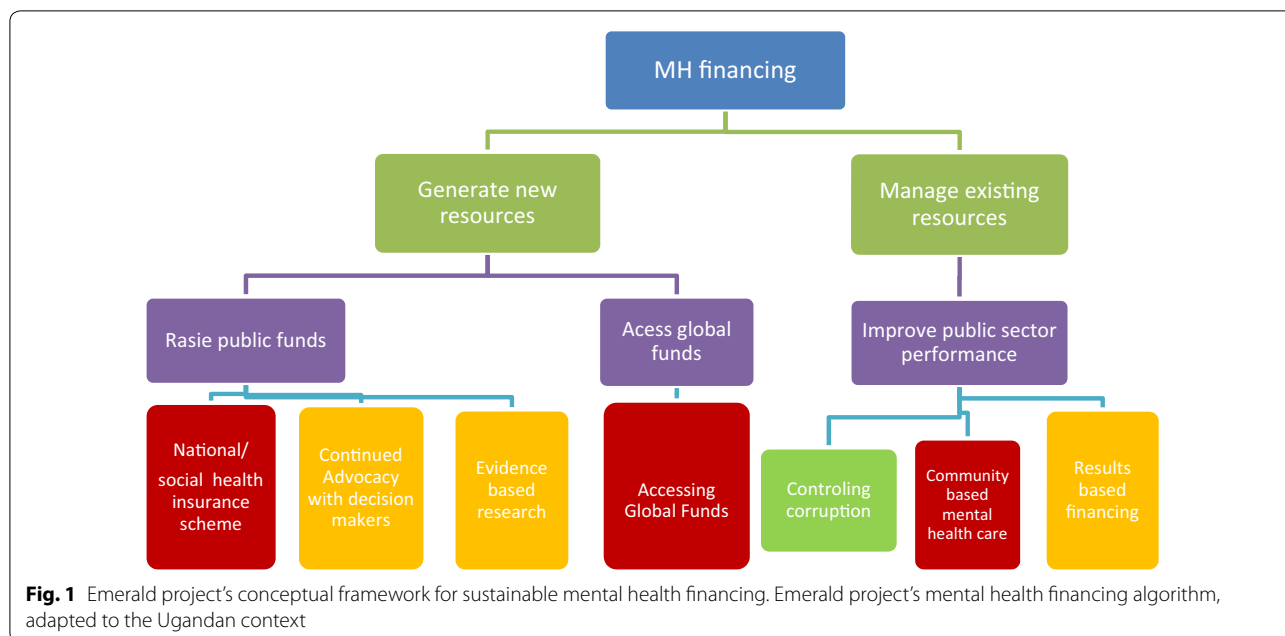 MH financing
Generate new
resources
Manage existing
resources
Rasie public funds
Acess global
funds
Improve public sector
performance
National/
social health
insurance
scheme
Continued
Advocacy
with decision
makers
Evidence
based
research
Accessing
Global Funds
Controling
corruption
Community
based
mental
health care
Results
based
financing
Fig. 1 Emerald project's conceptual framework for sustainable mental health financing. Emerald project's mental health financing algorithm,
adapted to the Ugandan context